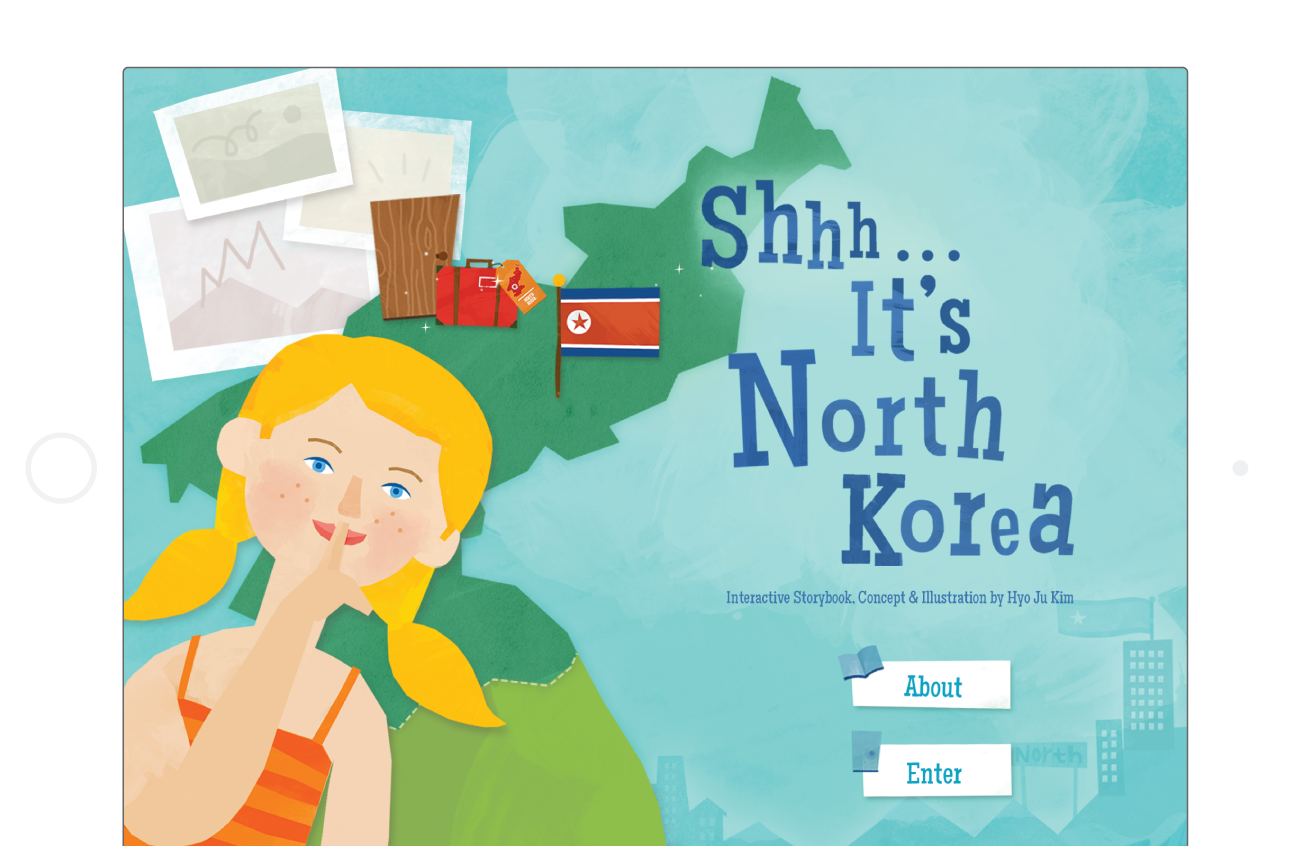 Shhh...
It's
North
Korea
Interactive Storybook, Concept & Illustration by Hyo Ju Kim
About
Enter
North